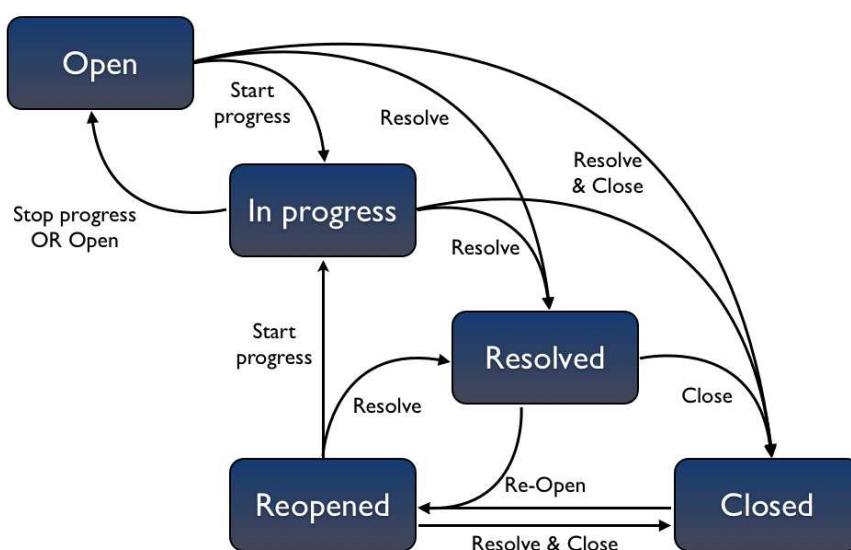 Open
Start
progress
Resolve
Resolve
& Close
In progress
Stop progress
OR Open
Resolve
Start
progress
Resolved
Resolve
Close
Re-Open
Reopened
Closed
Resolve & Close